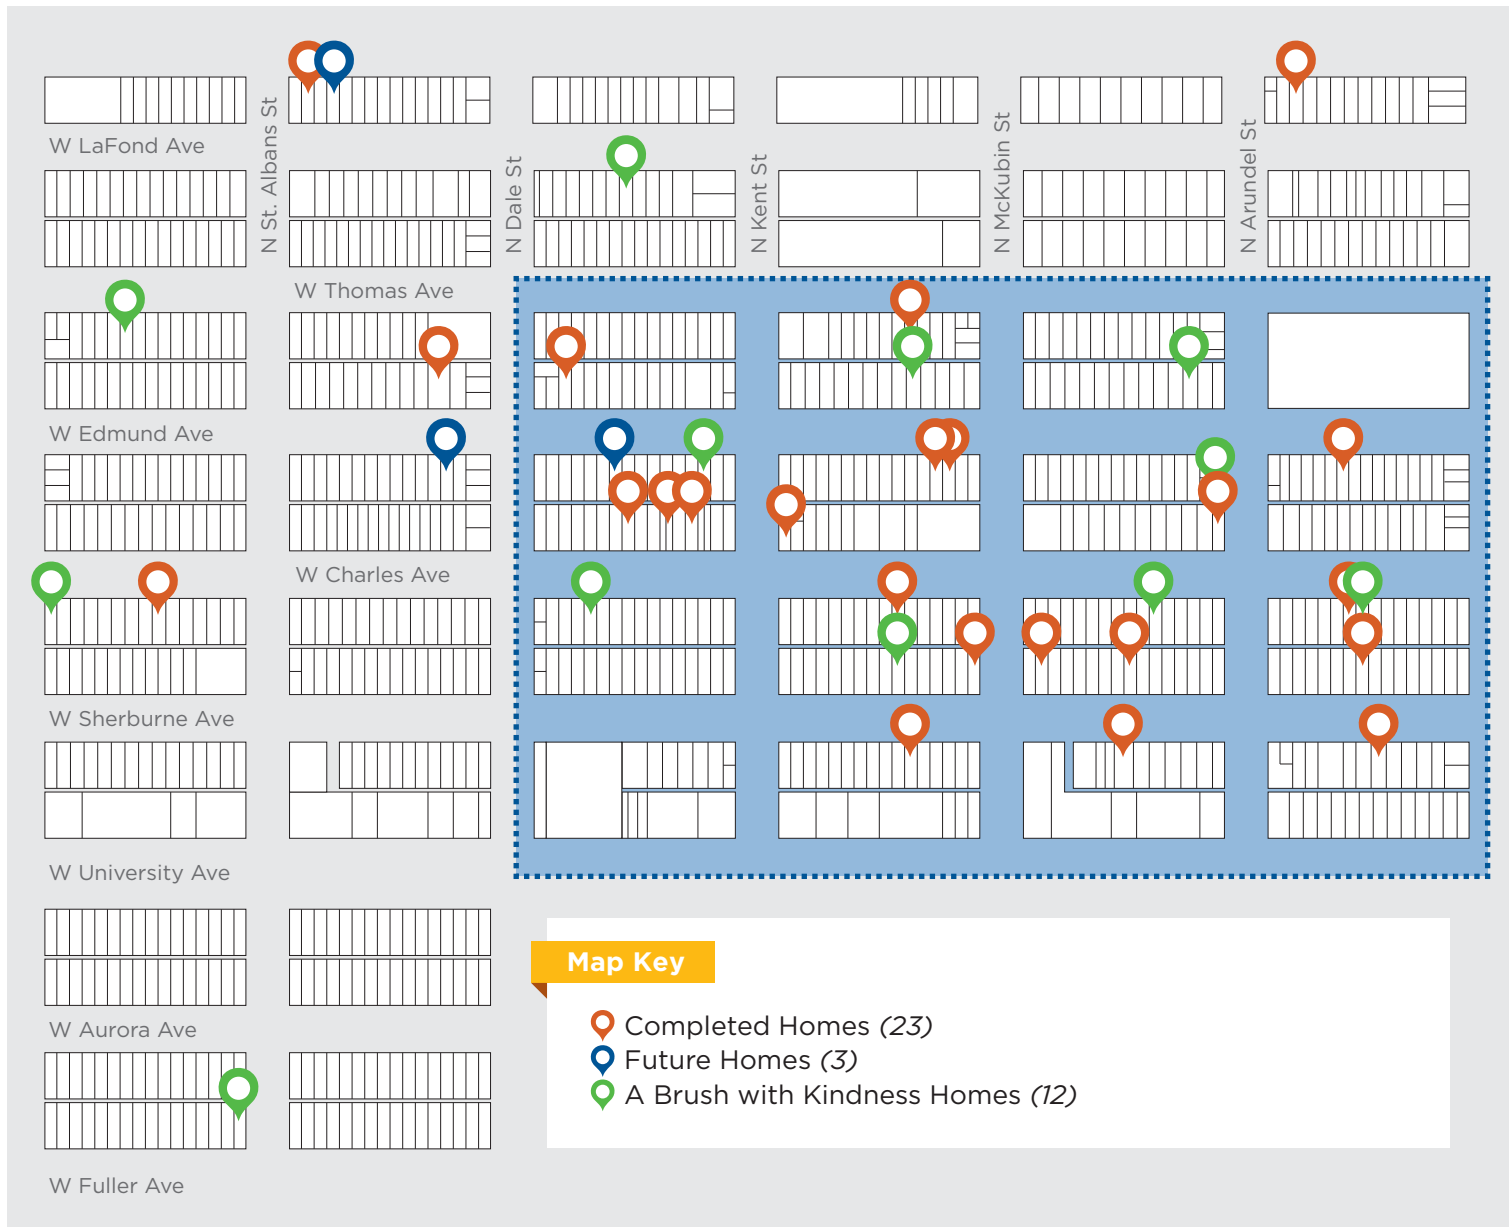 W LaFond Ave
N St. Albans St
N Dale St
N Kent St
N McKubin St
N Arundel St
W Thomas Ave
W Edmund Ave
W Charles Ave
W Sherburne Ave
W University Ave
Map Key
Completed Homes (23)
Future Homes (3)
A Brush with Kindness Homes (12)
W Aurora Ave
W Fuller Ave